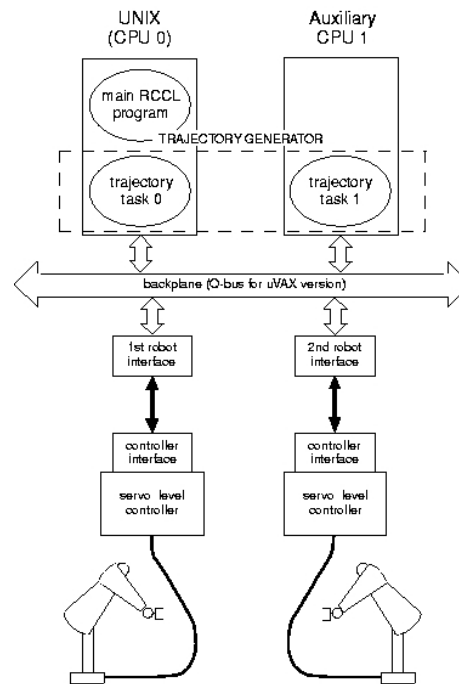 UNIX
(CPU 0)
Auxiliary
CPU 1
main RCCL
program
TRAJECTORY GENERATOR
trajectory
task 0
trajectory
task 1
backplane (Q-bus for uVAX version)
1st robot
interface
2nd robot
interface
controller
interface
controller
interface
servo level
controller
servo level
controller